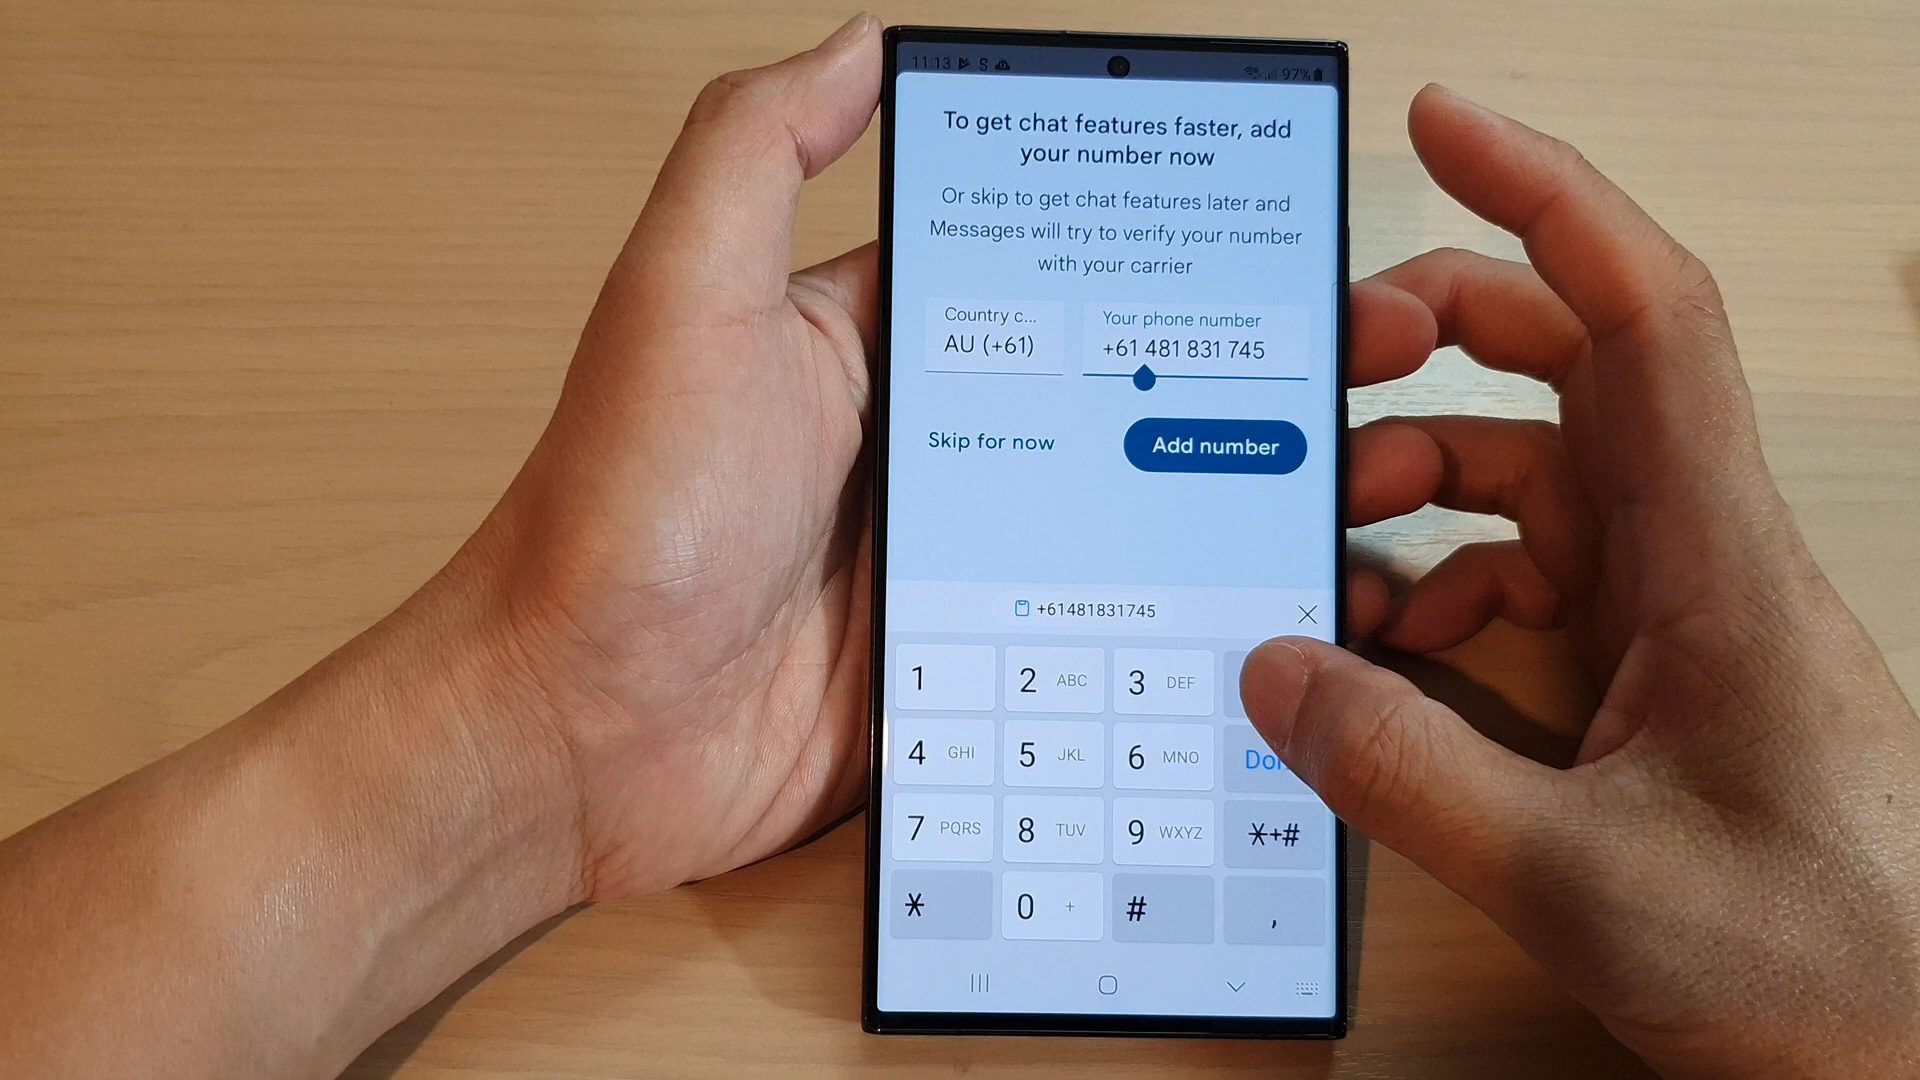 11:13 S 97%
To get chat features faster, add
your number now
Or skip to get chat features later and
Messages will try to verify your number
with your carrier
Country c... Your phone number
AU (+61) +61 481 831 745
Skip for now Add number
+61481831745
1 2 ABC 3 DEF
4 GHI 5 JKL 6 MNO
7 PQRS 8 TUV 9 WXYZ *+#
* 0 + # ,